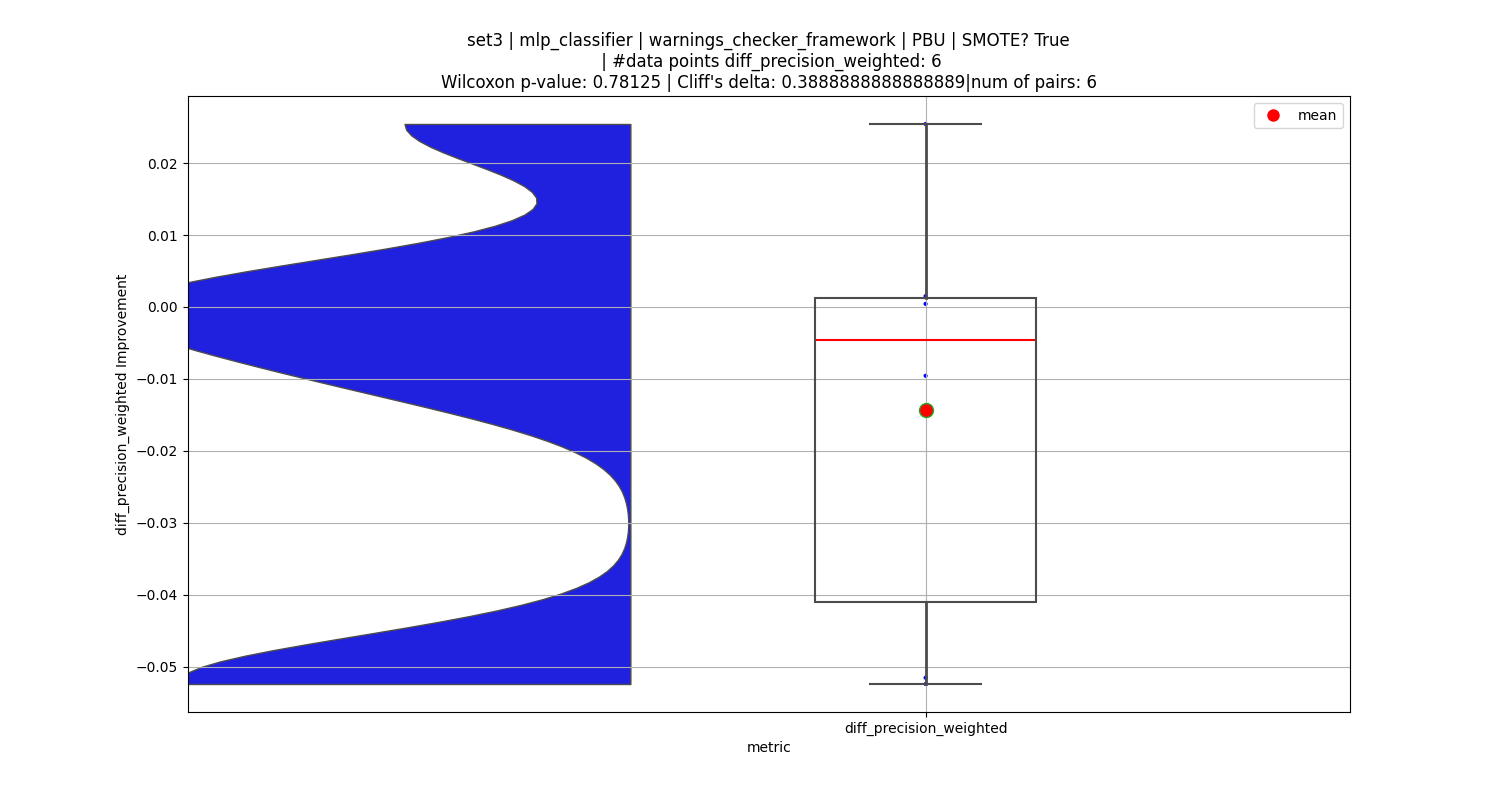 set3 | mlp_classifier | warnings_checker_framework | PBU | SMOTE? True
| #data points diff_precision_weighted: 6
Wilcoxon p-value: 0.78125 | Cliff's delta: 0.3888888888888889|num of pairs: 6
mean
0.02
0.01
0.00
−0.01
−0.02
−0.03
−0.04
−0.05
diff_precision_weighted Improvement
diff_precision_weighted
metric